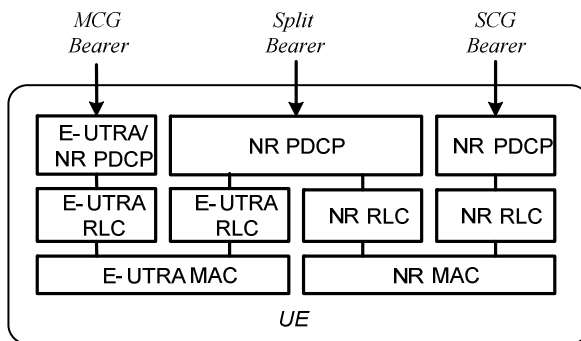 MCG
Bearer
Split
Bearer
SCG
Bearer
E-UTRA/
NR PDCP
NR PDCP
NR PDCP
E-UTRA
RLC
E-UTRA
RLC
NR RLC
NR RLC
E-UTRA MAC
NR MAC
UE